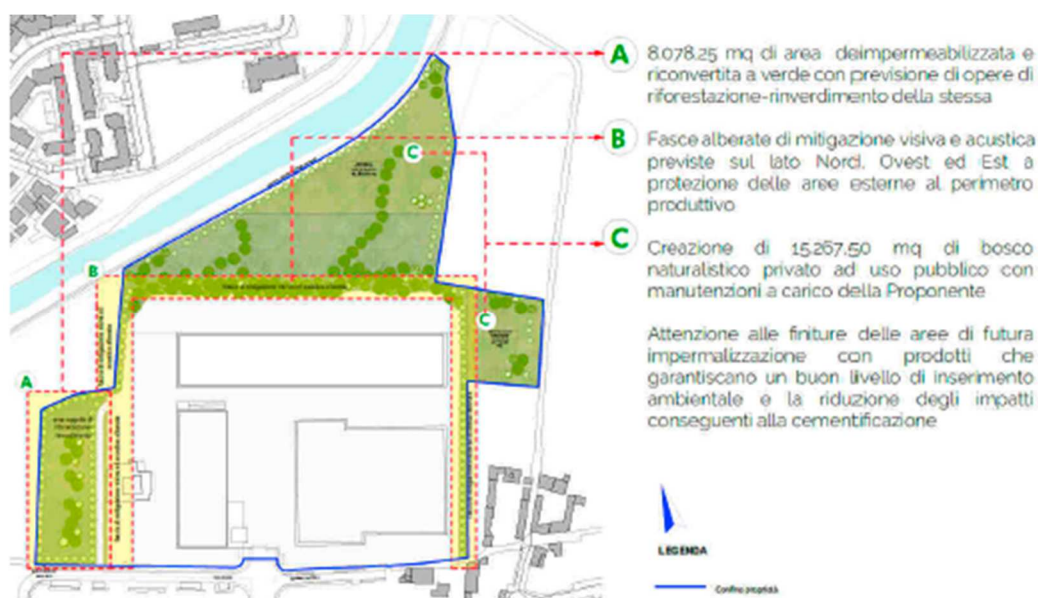 A
8.078,25 mq di area deimpermeabilizzata e
riconvertita a verde con previsione di opere di
riforestazione-rinverdimento della stessa
B
Fasce alberate di mitigazione visiva e acustica
previste sul lato Nord, Ovest ed Est a
protezione delle aree esterne al perimetro
produttivo
C
Creazione di 15.267,50 mq di bosco
naturalistico privato ad uso pubblico con
manutenzioni a carico della Proponente
Attenzione alle finiture delle aree di futura
impermalizzazione con prodotti che
garantiscano un buon livello di inserimento
ambientale e la riduzione degli impatti
conseguenti alla cementificazione
C
B
C
A
LEGENDA
Confine proprietà